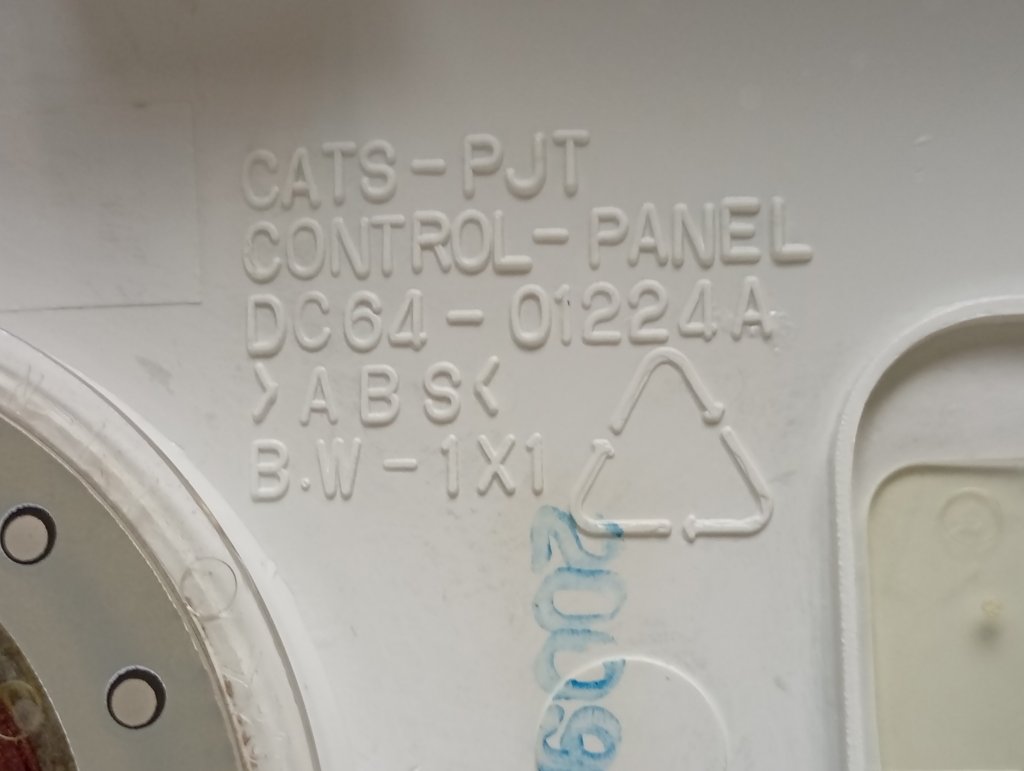 CATS-PJT
CONTROL-PANEL
DC64-01224A
>ABS<
B.W-1X1